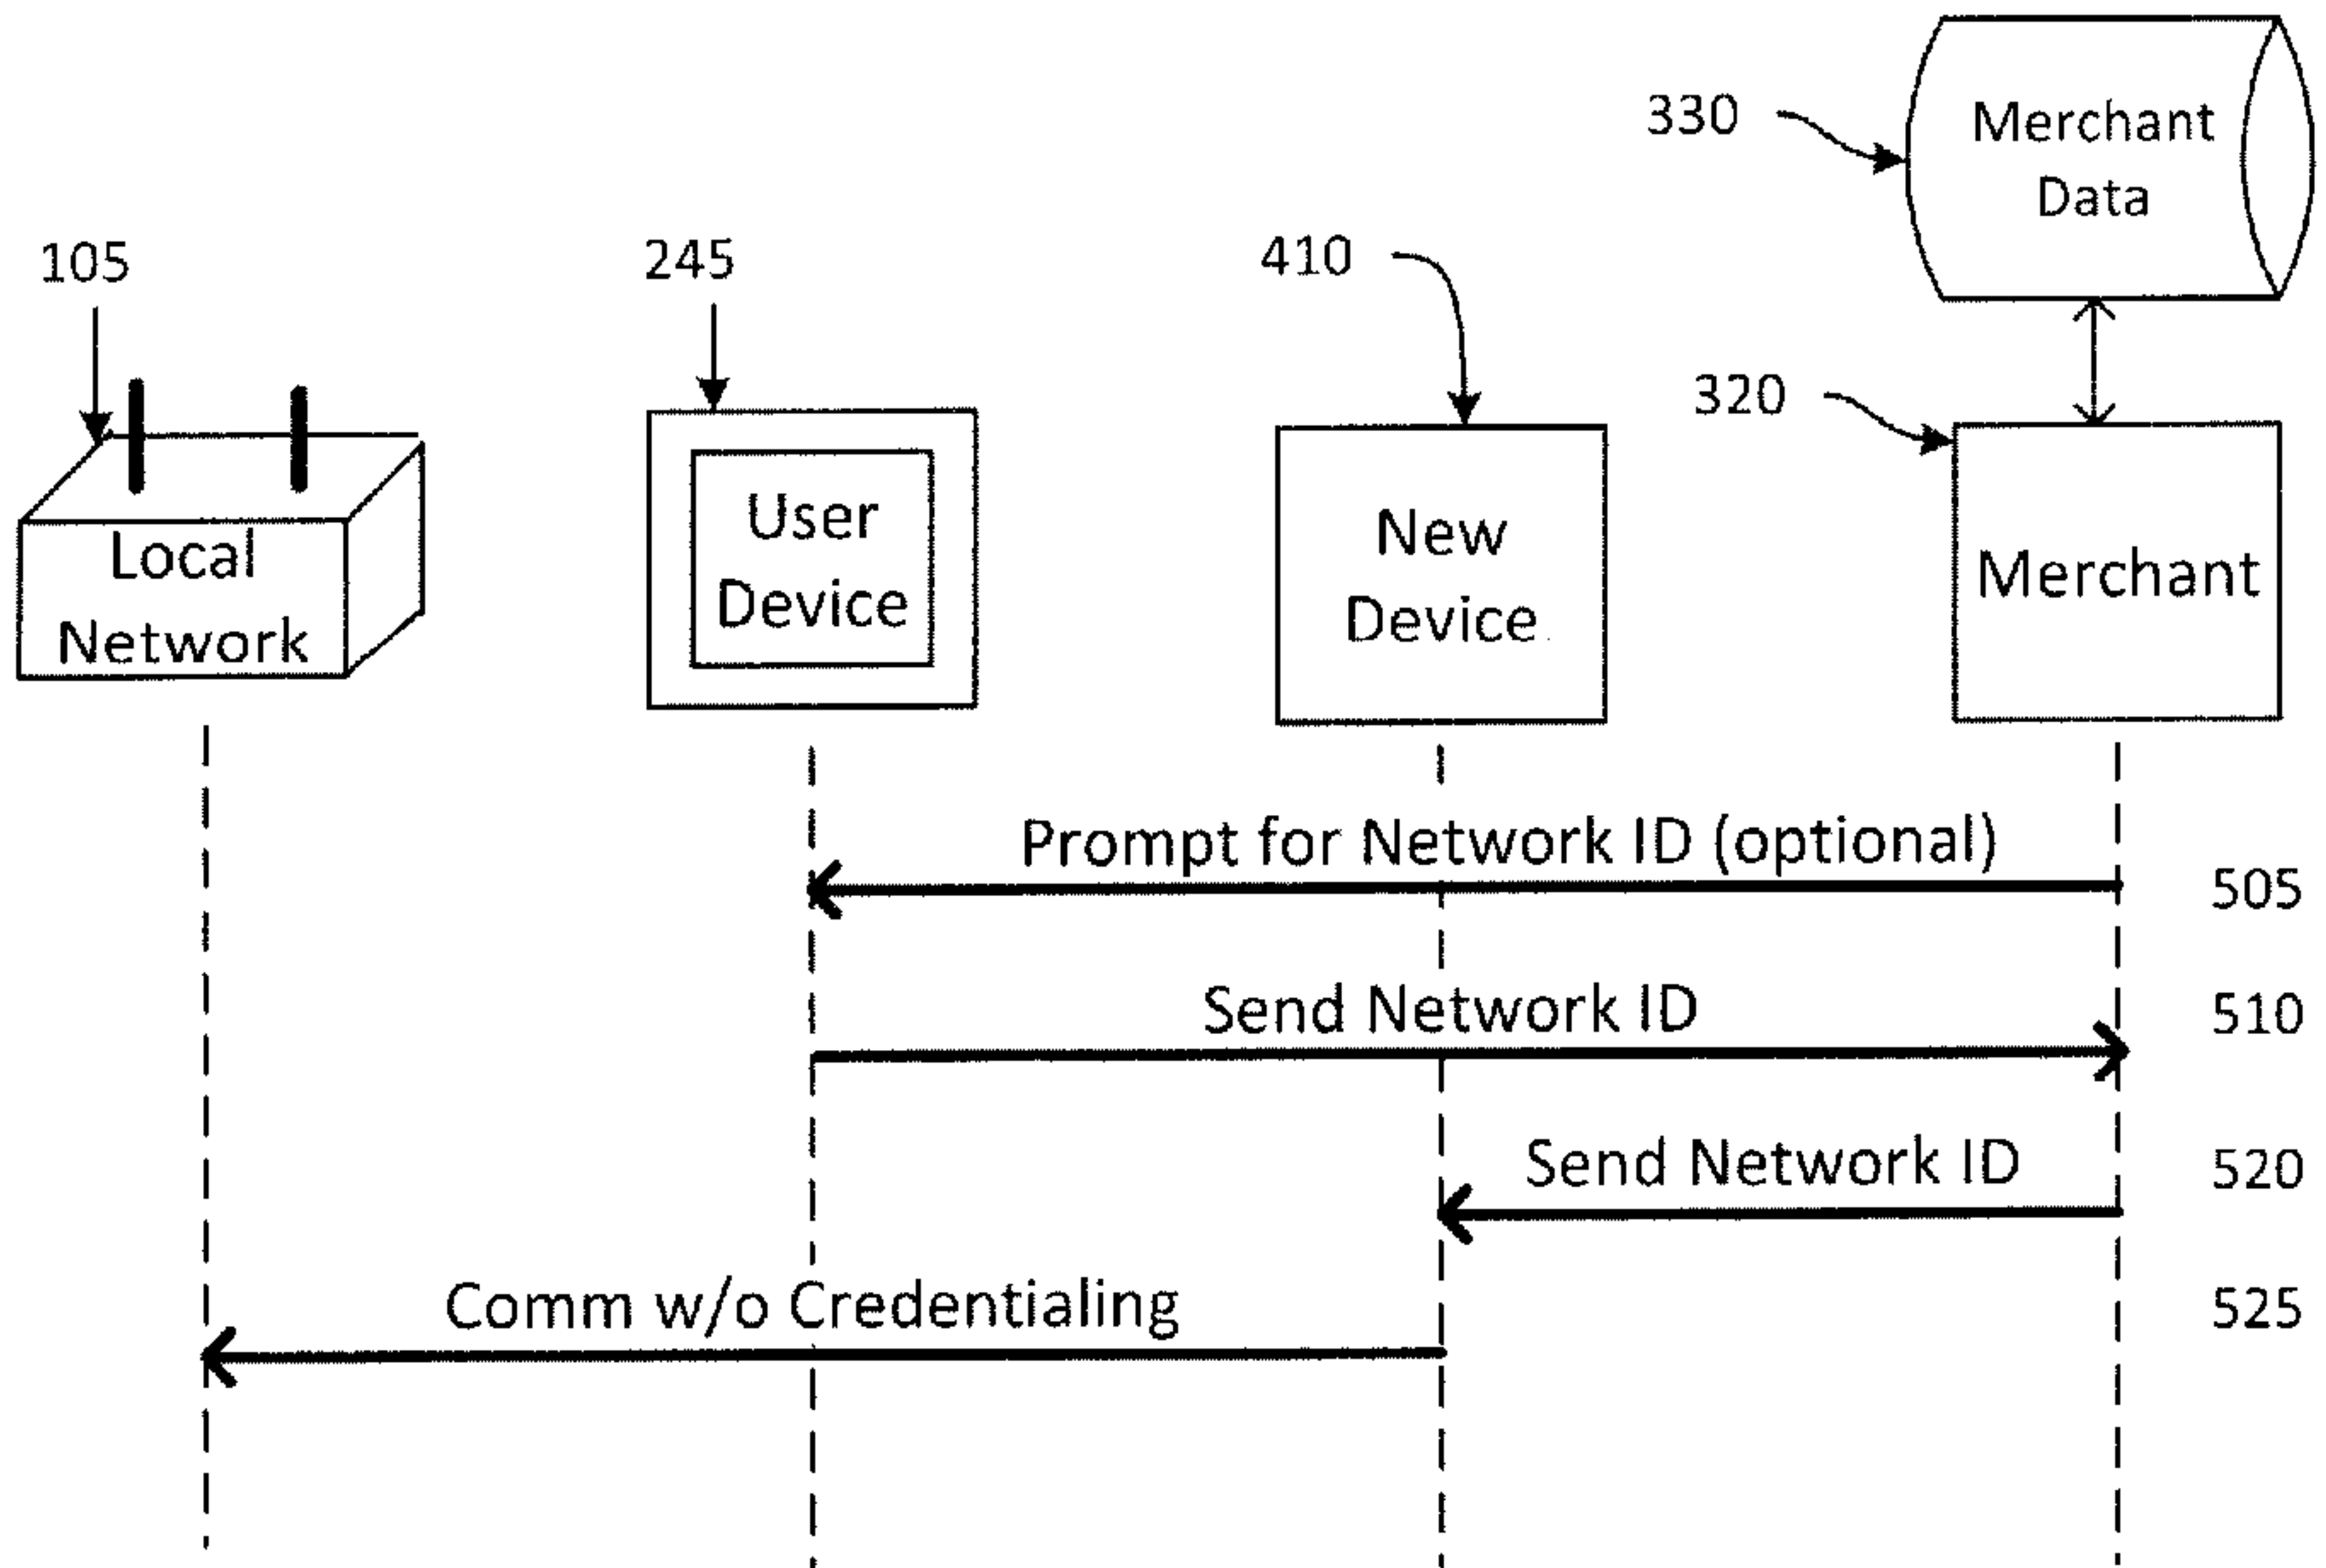 330
Merchant
Data
105
245
410
320
Local
Network
User
Device
New
Device
Merchant
Prompt for Network ID (optional)
505
Send Network ID
510
Send Network ID
520
Comm w/o Credentialing
525